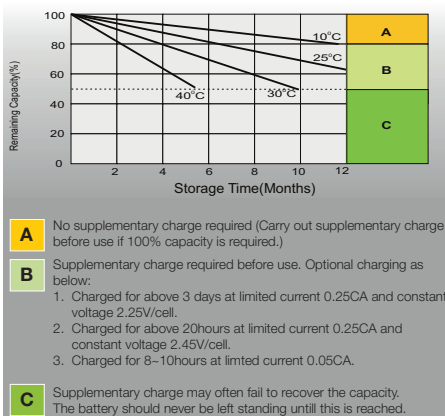 Remaining Capacity(%)
100
80
60
40
20
0
10°C
25°C
30°C
40°C
A
B
C
2
4
6
8
10
12
Storage Time(Months)
A
No supplementary charge required (Carry out supplementary charge
before use if 100% capacity is required.)
B
Supplementary charge required before use. Optional charging as
below:
1. Charged for above 3 days at limited current 0.25CA and constant
voltage 2.25V/cell.
2. Charged for above 20hours at limited current 0.25CA and
constant voltage 2.45V/cell.
3. Charged for 8~10hours at limted current 0.05CA.
C
Supplementary charge may often fail to recover the capacity.
The battery should never be left standing untill this is reached.